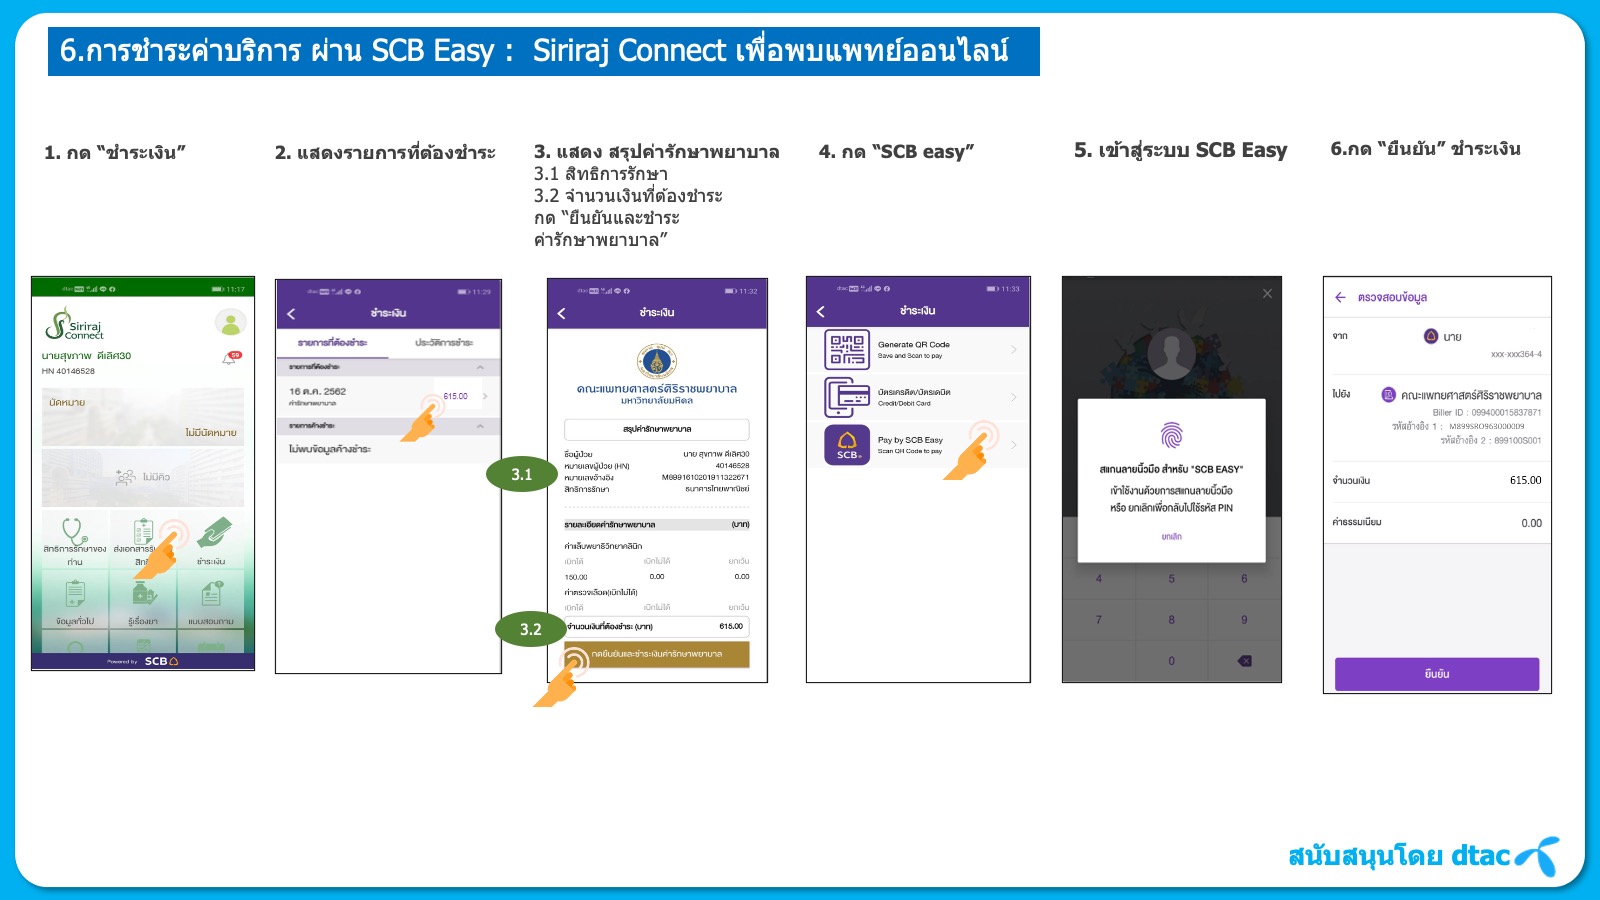 6.การชำระค่าบริการ ผ่าน SCB Easy :  Siriraj Connect เพื่อพบแพทย์ออนไลน์
1. กด “ชำระเงิน”
2. แสดงรายการที่ต้องชำระ
3. แสดง สรุปค่ารักษาพยาบาล
3.1 สิทธิการรักษา
3.2 จำนวนเงินที่ต้องชำระ
กด “ยืนยันและชำระ
ค่ารักษาพยาบาล”
4. กด “SCB easy”
5. เข้าสู่ระบบ SCB Easy
6.กด “ยืนยัน” ชำระเงิน
dtac 11:17
Siriraj
Connect
นายสุขภาพ ดีเลิศ30
59
HN 40146528
นัดหมาย
ไม่มีนัดหมาย
ไม่มีคิว
สิทธิการรักษาของ
ท่าน
ส่งเอกสาร
ชำระเงิน
ข้อมูลทั่วไป
รู้เรื่องยา
แบบสอบถาม
Powered by SCB
dtac 11:29
ชำระเงิน
รายการที่ต้องชำระ
ประวัติการชำระ
รายการที่ต้องชำระ
16 ต.ค. 2562
615.00
ค่ารักษาพยาบาล
รายการค้างชำระ
ไม่พบข้อมูลค้างชำระ
3.1
3.2
dtac 11:32
ชำระเงิน
คณะแพทยศาสตร์ศิริราชพยาบาล
มหาวิทยาลัยมหิดล
สรุปค่ารักษาพยาบาล
ชื่อผู้ป่วย นาย สุขภาพ ดีเลิศ30
หมายเลขผู้ป่วย (HN) 40146528
หมายเลขอ้างอิง M8991610201911322671
สิทธิการรักษา ธนาคารไทยพาณิชย์
รายละเอียดค่ารักษาพยาบาล (บาท)
ค่าแล็บพยาธิวิทยาคลินิก
เบิกได้ เบิกไม่ได้ ยกเว้น
150.00 0.00 0.00
ค่าตรวจเลือด(เบิกไม่ได้)
เบิกได้ เบิกไม่ได้ ยกเว้น
จำนวนเงินที่ต้องชำระ (บาท) 615.00
กดยืนยันและชำระเงินค่ารักษาพยาบาล
dtac 11:33
ชำระเงิน
Generate QR Code
Save and Scan to pay
บัตรเครดิต/บัตรเดบิต
Credit/Debit Card
SCB
Pay by SCB Easy
Scan QR Code to pay
สแกนลายนิ้วมือ สำหรับ "SCB EASY"
เข้าใช้งานด้วยการสแกนลายนิ้วมือ
หรือ ยกเลิกเพื่อกลับไปใช้รหัส PIN
ยกเลิก
4 5 6
7 8 9
0
ตรวจสอบข้อมูล
จาก นาย
xxx-xxx364-4
ไปยัง คณะแพทยศาสตร์ศิริราชพยาบาล
Biller ID : 099400015837871
รหัสอ้างอิง 1 : M899SRO963000009
รหัสอ้างอิง 2 : 899100S001
จำนวนเงิน 615.00
ค่าธรรมเนียม 0.00
ยืนยัน
สนับสนุนโดย dtac